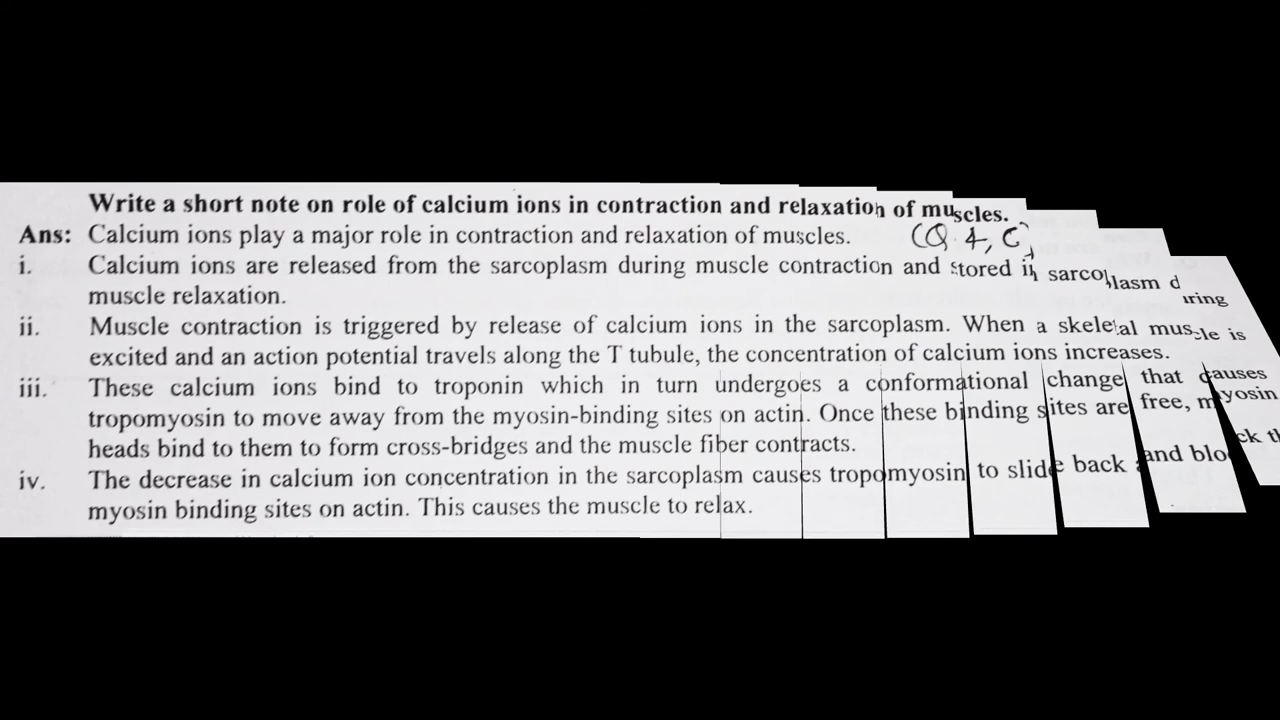 Write a short note on role of calcium ions in contraction and relaxation of muscles.
Ans: Calcium ions play a major role in contraction and relaxation of muscles. (Q. 4, C
i. Calcium ions are released from the sarcoplasm during muscle contraction and stored in sarcoplasm during
muscle relaxation.
ii. Muscle contraction is triggered by release of calcium ions in the sarcoplasm. When a skeletal muscle is
excited and an action potential travels along the T tubule, the concentration of calcium ions increases.
iii. These calcium ions bind to troponin which in turn undergoes a conformational change that causes
tropomyosin to move away from the myosin-binding sites on actin. Once these binding sites are free, myosin
heads bind to them to form cross-bridges and the muscle fiber contracts.
iv. The decrease in calcium ion concentration in the sarcoplasm causes tropomyosin to slide back and block
myosin binding sites on actin. This causes the muscle to relax.